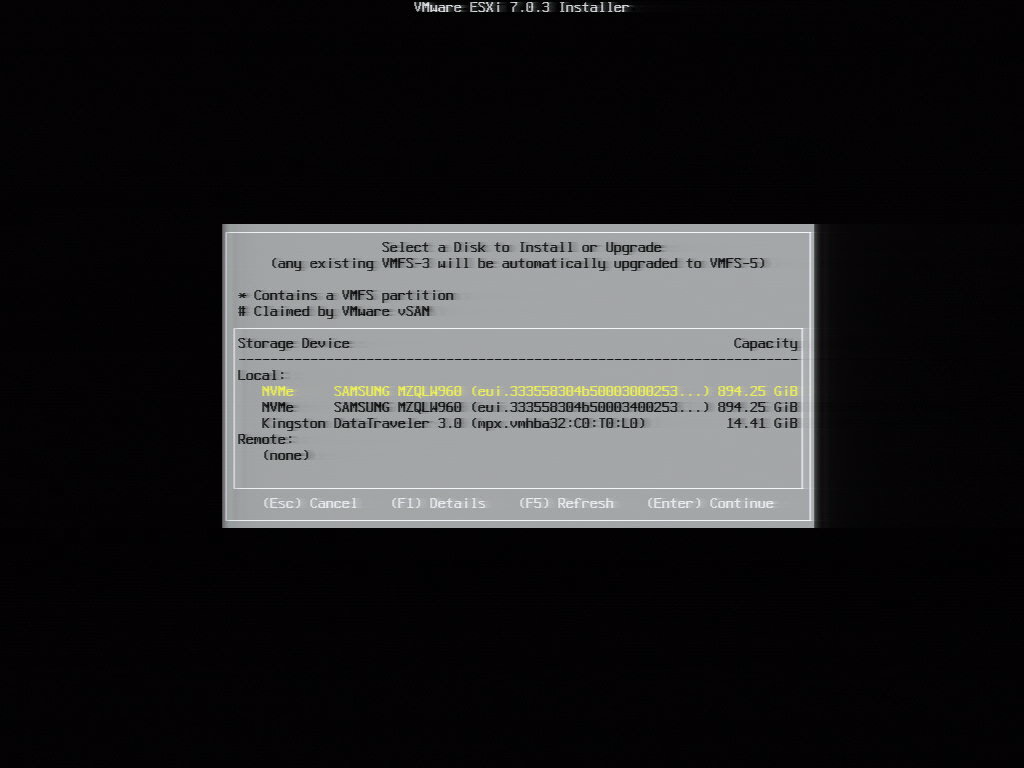 VMware ESXi 7.0.3 Installer
Select a Disk to Install or Upgrade
(any existing VMFS-3 will be automatically upgraded to VMFS-5)
* Contains a VMFS partition
# Claimed by VMware vSAN
Storage Device Capacity
--------------------------------------------------------------------
Local:
NVMe SAMSUNG MZQLW960 (eui.333558304b50003000253...) 894.25 GiB
NVMe SAMSUNG MZQLW960 (eui.333558304b50003400253...) 894.25 GiB
Kingston DataTraveler 3.0 (mpx.vmhba32:C0:T0:L0) 14.41 GiB
Remote:
(none)
(Esc) Cancel (F1) Details (F5) Refresh (Enter) Continue